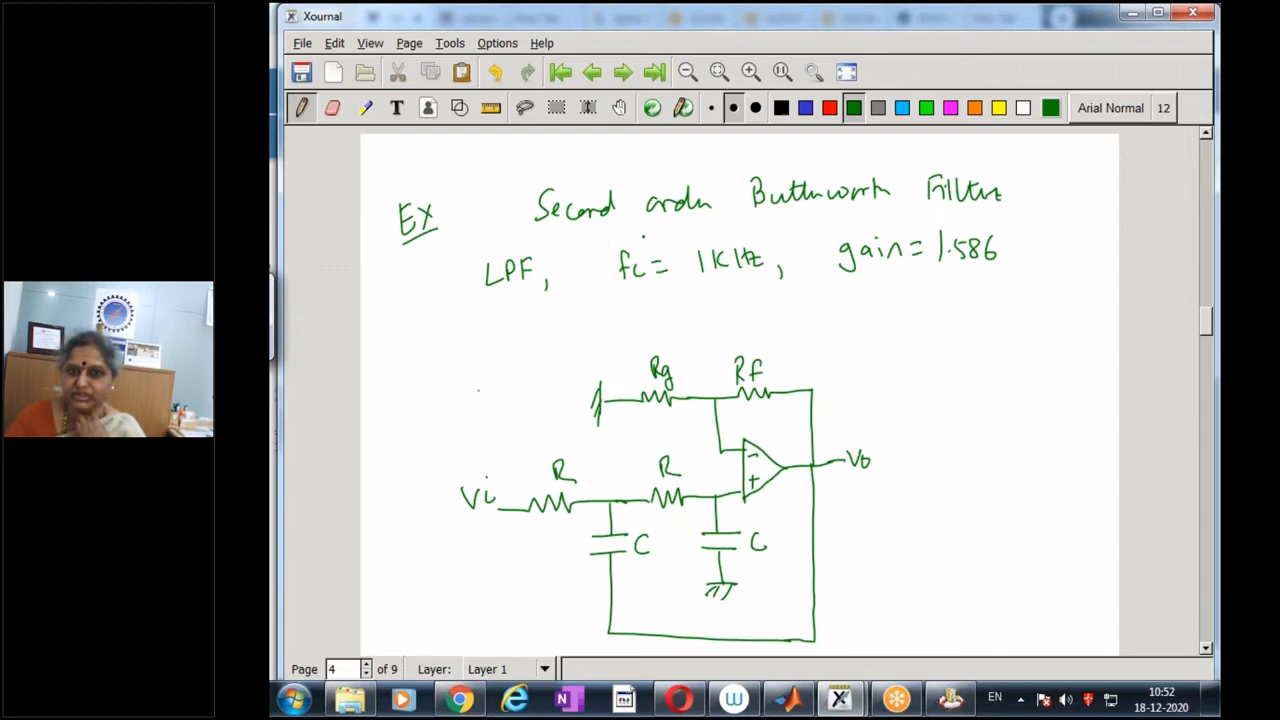 Xournal
File Edit View Page Tools Options Help
Arial Normal 12
EX Second order Butterworth Filter
LPF, fc = 1KHz, gain = 1.586
Rg Rf
Vi R R - + Vo
C C
Page 4 of 9 Layer: Layer 1
EN 10:52
18-12-2020